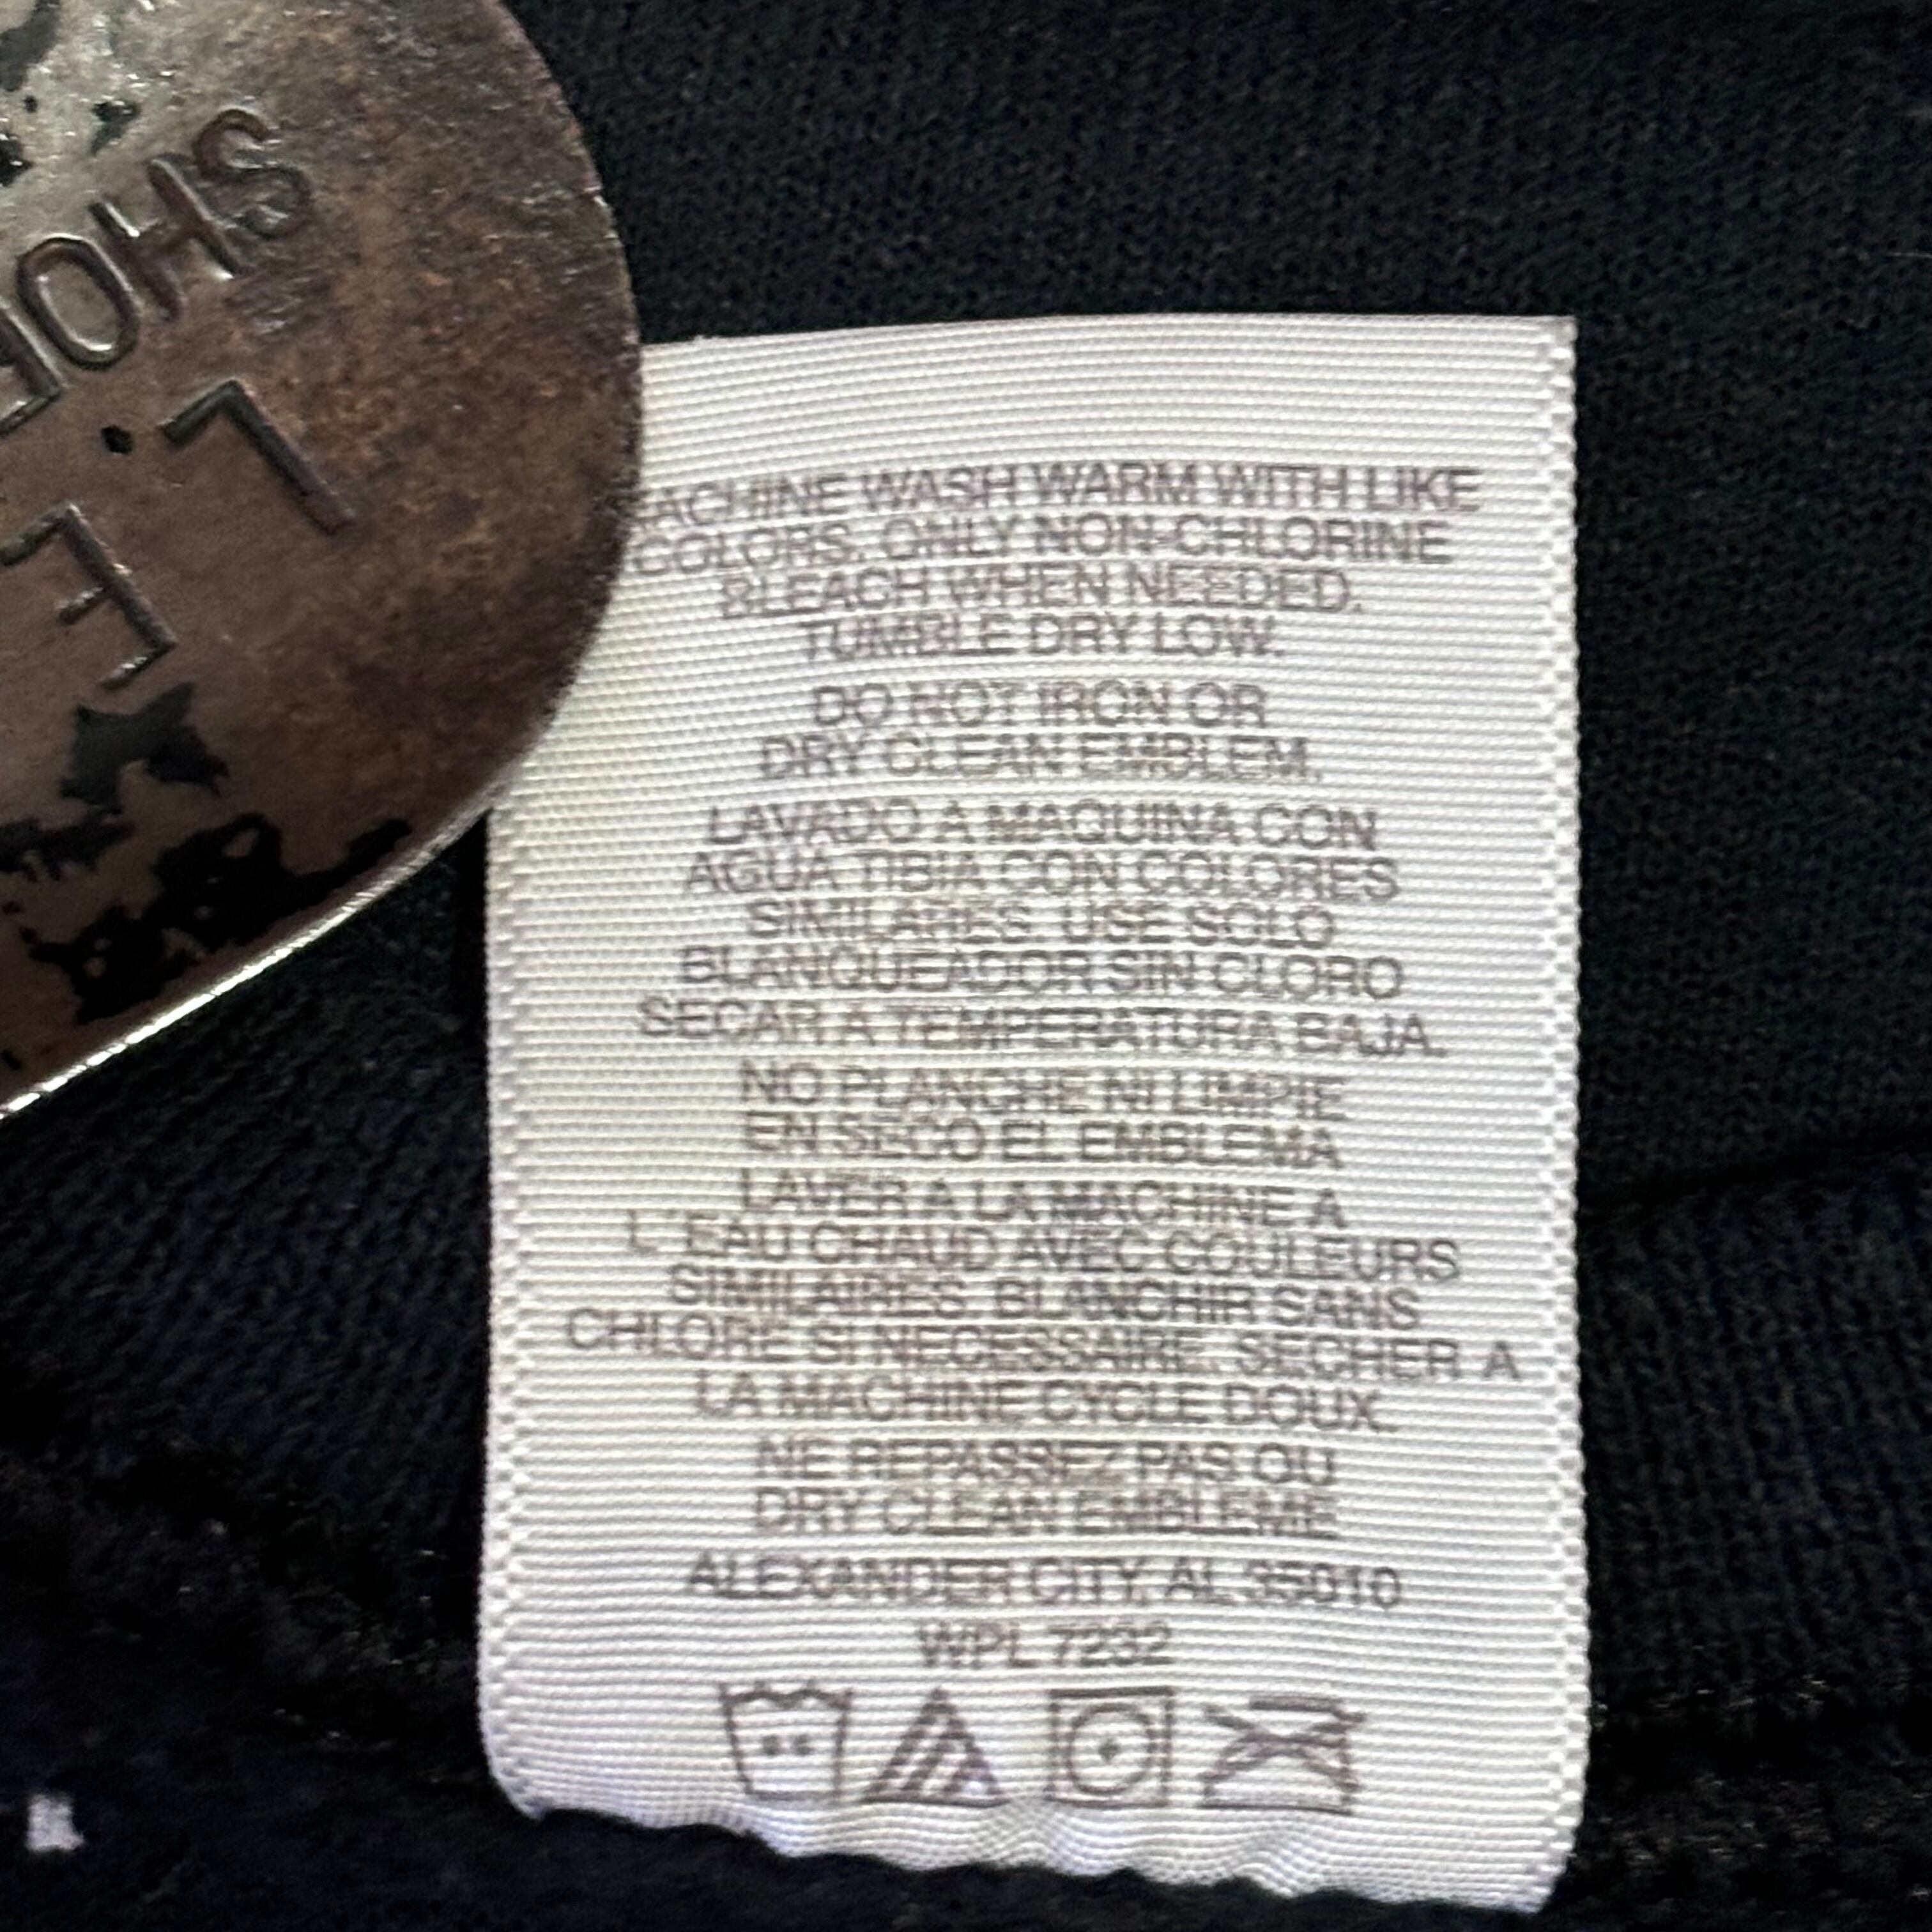 SHOE
L.
E
ACHINE WASH WARM WITH LIKE
COLORS. ONLY NON-CHLORINE
BLEACH WHEN NEEDED.
TUMBLE DRY LOW.
DO NOT IRON OR
DRY CLEAN EMBLEM.
LAVADO A MAQUINA CON
AGUA TIBIA CON COLORES
SIMILARES. USE SOLO
BLANQUEADOR SIN CLORO
SECAR A TEMPERATURA BAJA.
NO PLANCHE NI LIMPIE
EN SECO EL EMBLEMA
LAVER A LA MACHINE A
L'EAU CHAUD AVEC COULEURS
SIMILAIRES. BLANCHIR SANS
CHLORE SI NECESSAIRE. SECHER A
LA MACHINE CYCLE DOUX.
NE REPASSEZ PAS OU
DRY CLEAN EMBLEME
ALEXANDER CITY, AL 35010
WPL 7232